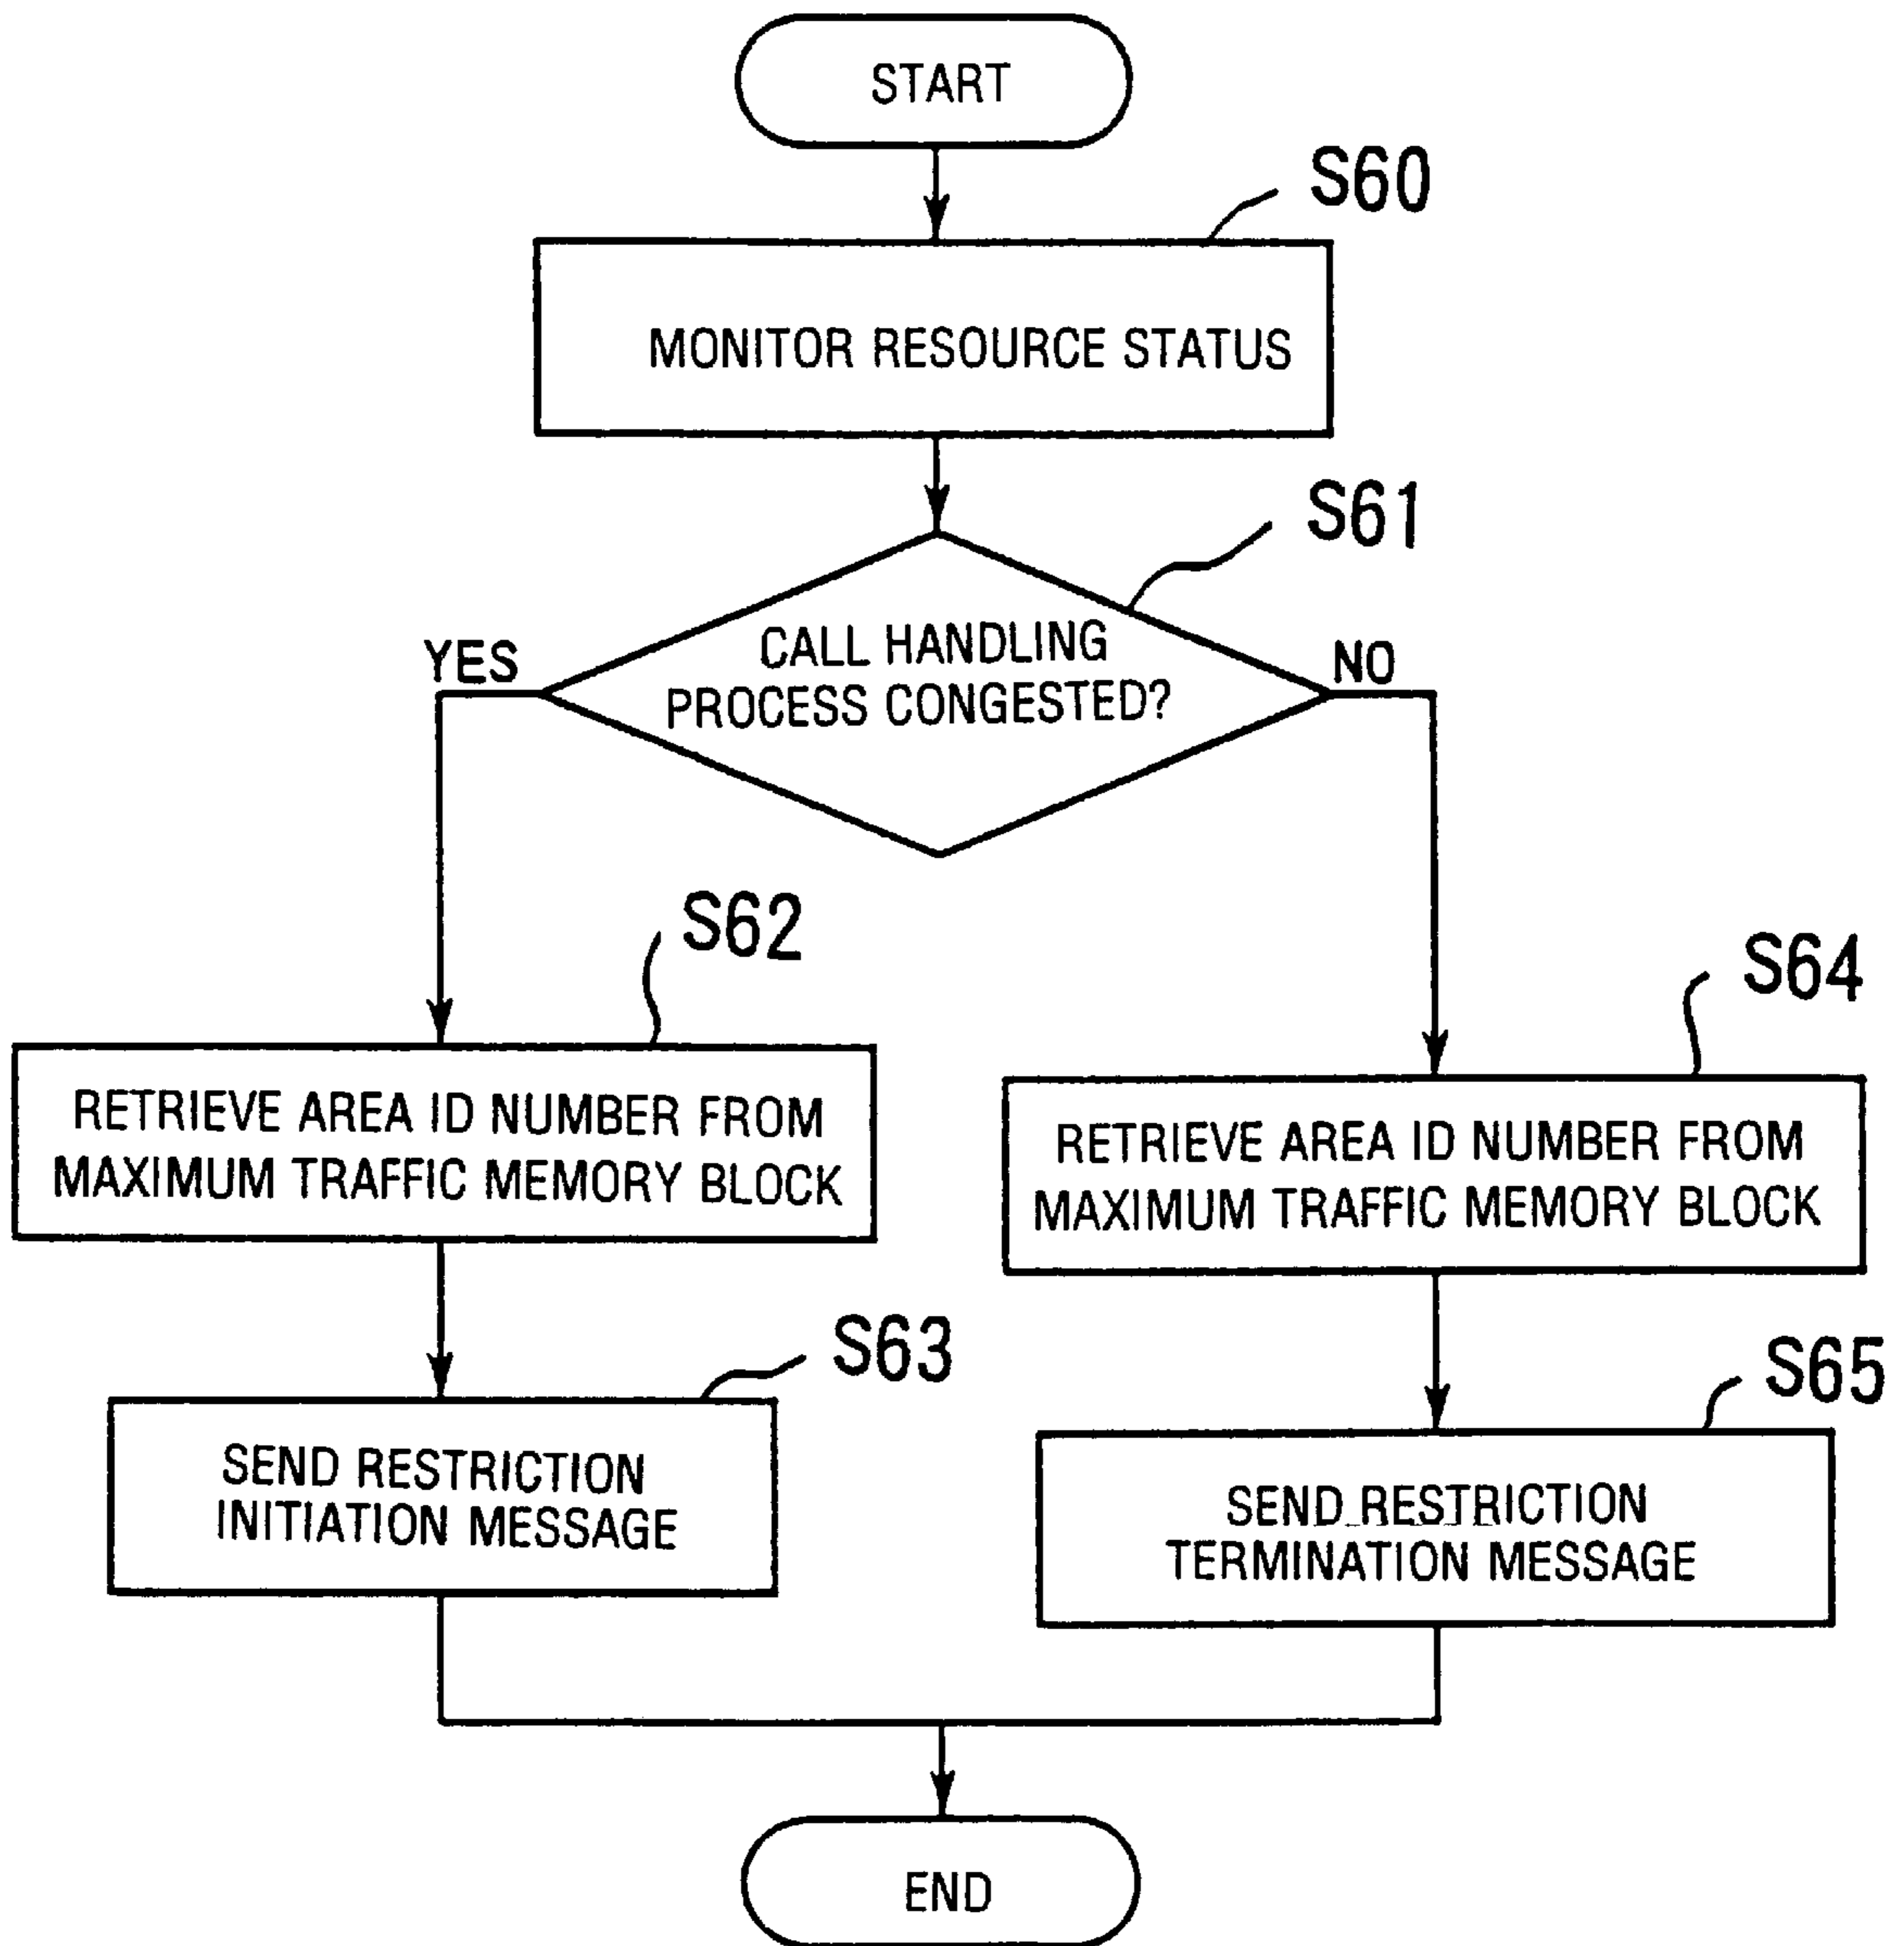 START
S60
MONITOR RESOURCE STATUS
S61
CALL HANDLING
PROCESS CONGESTED?
YES
NO
S62
RETRIEVE AREA ID NUMBER FROM
MAXIMUM TRAFFIC MEMORY BLOCK
S64
RETRIEVE AREA ID NUMBER FROM
MAXIMUM TRAFFIC MEMORY BLOCK
S63
SEND RESTRICTION
INITIATION MESSAGE
S65
SEND RESTRICTION
TERMINATION MESSAGE
END